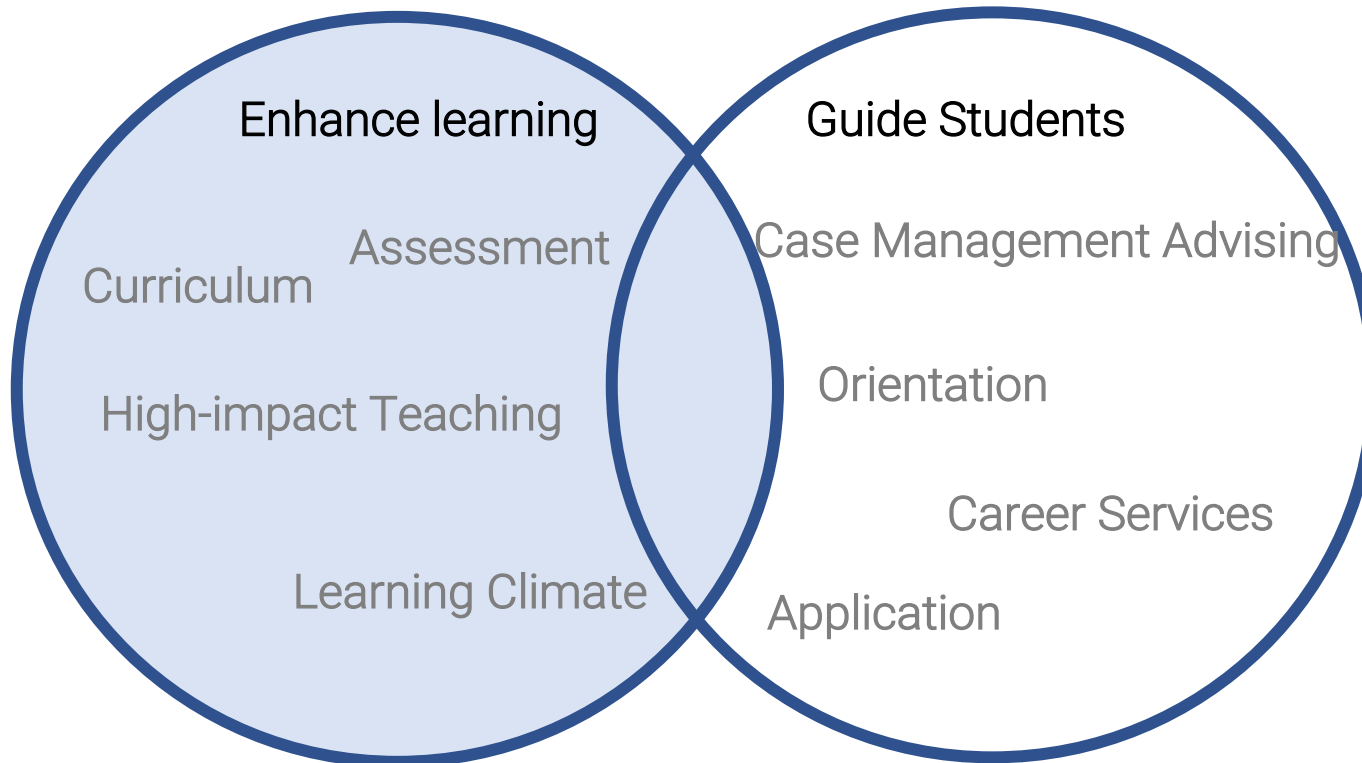 Enhance learning
Assessment
Curriculum
High-impact Teaching
Learning Climate
Guide Students
Case Management Advising
Orientation
Career Services
Application